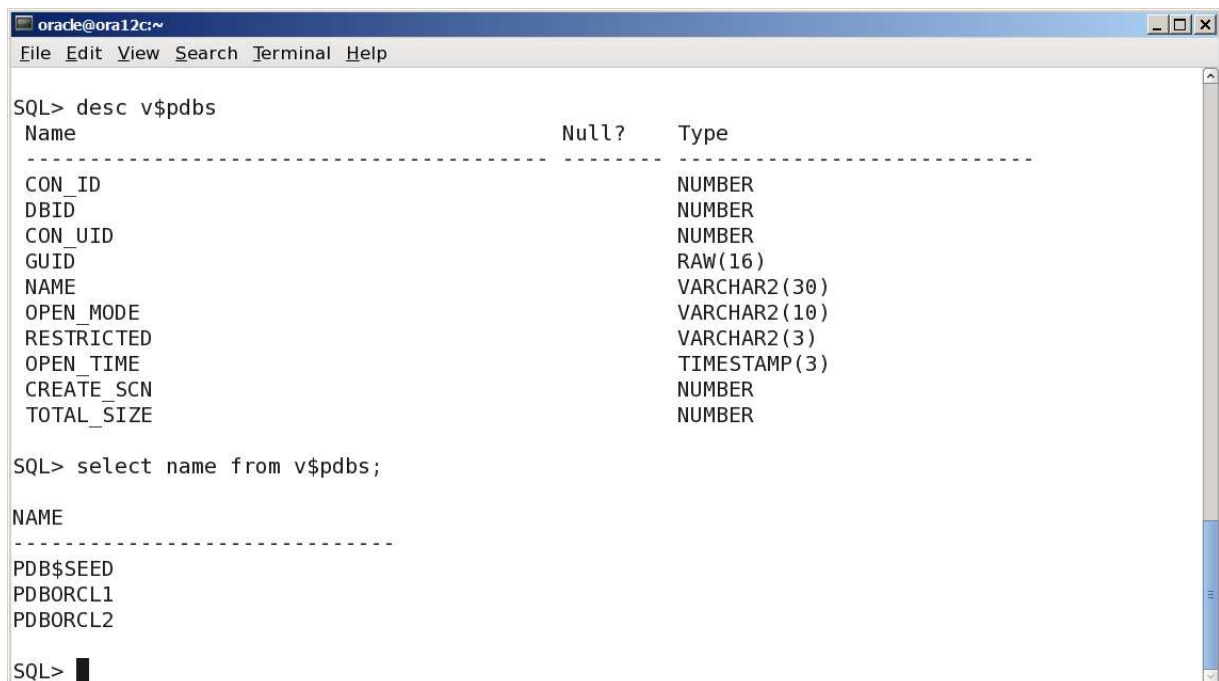 oracle@ora12c:~
File Edit View Search Terminal Help
SQL> desc v$pdbs
Name Null? Type
----------------------------------------- -------- ----------------------------
CON_ID NUMBER
DBID NUMBER
CON_UID NUMBER
GUID RAW(16)
NAME VARCHAR2(30)
OPEN_MODE VARCHAR2(10)
RESTRICTED VARCHAR2(3)
OPEN_TIME TIMESTAMP(3)
CREATE_SCN NUMBER
TOTAL_SIZE NUMBER
SQL> select name from v$pdbs;
NAME
------------------------------
PDB$SEED
PDBORCL1
PDBORCL2
SQL>